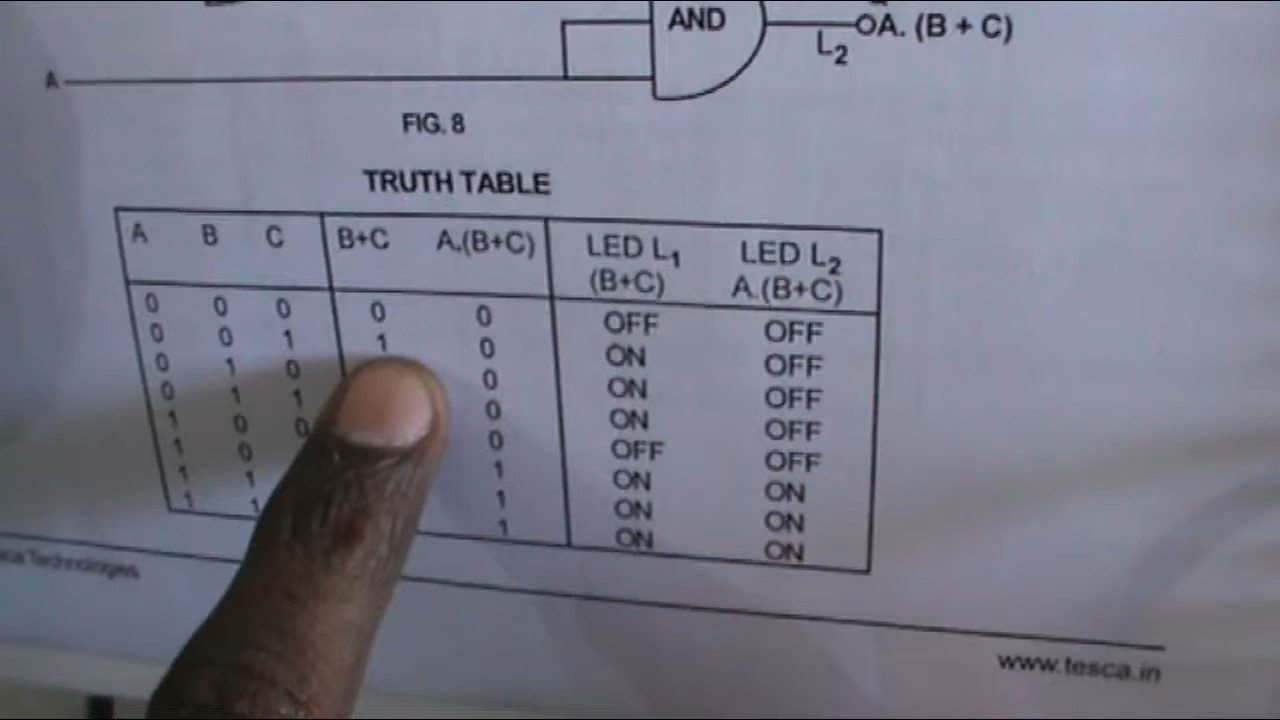 AND
A. (B + C)
L2
A
FIG. 8
TRUTH TABLE
A B C B+C A.(B+C) LED L1 (B+C) LED L2 A.(B+C)
0 0 0 0 0 OFF OFF
0 0 1 1 0 ON OFF
0 1 0 0 ON OFF
0 1 1 0 ON OFF
1 0 0 0 OFF OFF
1 0 1 ON ON
1 1 1 ON ON
1 1 1 ON ON
Technologies
www.tesca.in